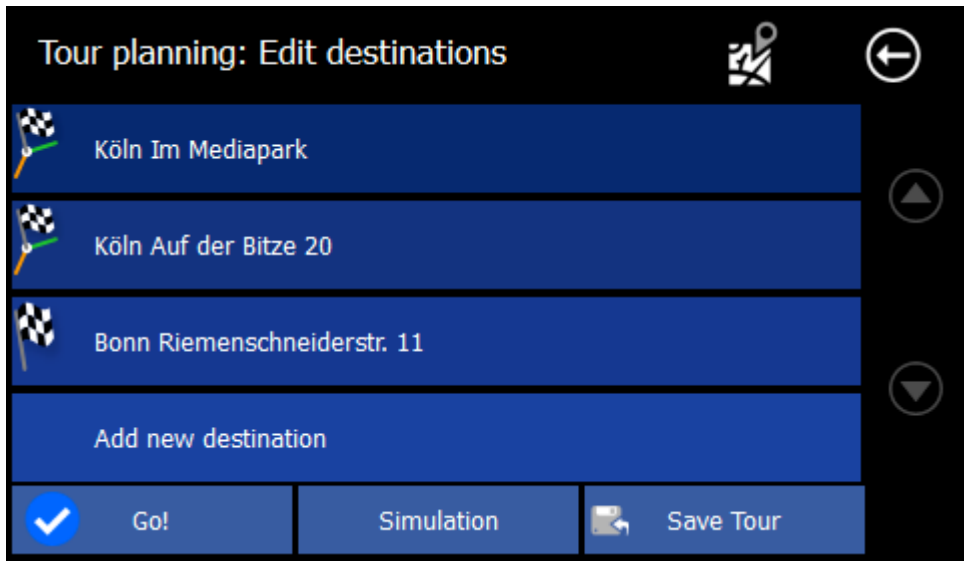 Tour planning: Edit destinations
Köln Im Mediapark
Köln Auf der Bitze 20
Bonn Riemenschneiderstr. 11
Add new destination
Go!
Simulation
Save Tour